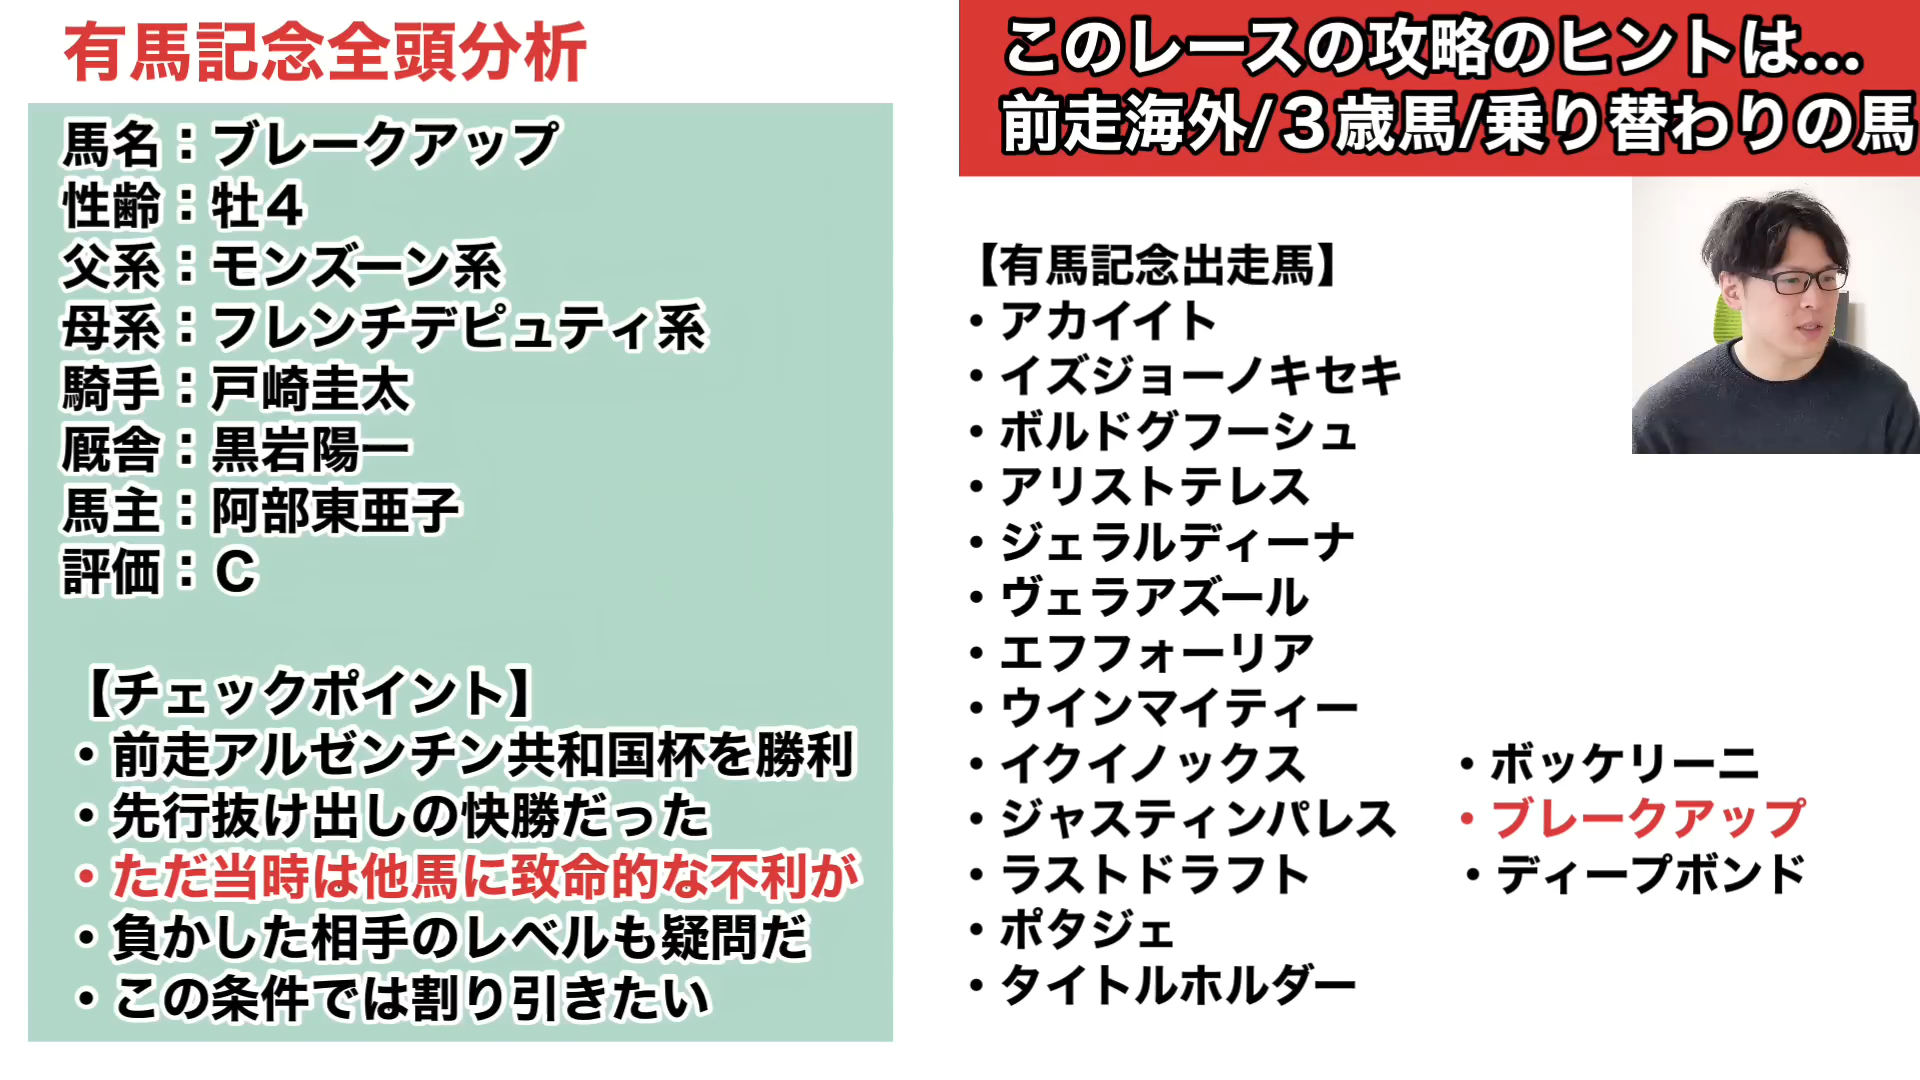 有馬記念全頭分析
馬名：ブレークアップ
性齢：牡４
父系：モンズーン系
母系：フレンチデピュティ系
騎手：戸崎圭太
厩舎：黒岩陽一
馬主：阿部東亜子
評価：Ｃ
【チェックポイント】
・前走アルゼンチン共和国杯を勝利
・先行抜け出しの快勝だった
・ただ当時は他馬に致命的な不利が
・負かした相手のレベルも疑問だ
・この条件では割り引きたい
このレースの攻略のヒントは…
前走海外/３歳馬/乗り替わりの馬
【有馬記念出走馬】
・アカイイト
・イズジョーノキセキ
・ボルドグフーシュ
・アリストテレス
・ジェラルディーナ
・ヴェラアズール
・エフフォーリア
・ウインマイティー
・イクイノックス
・ジャスティンパレス
・ラストドラフト
・ポタジェ
・タイトルホルダー
・ボッケリーニ
・ブレークアップ
・ディープボンド